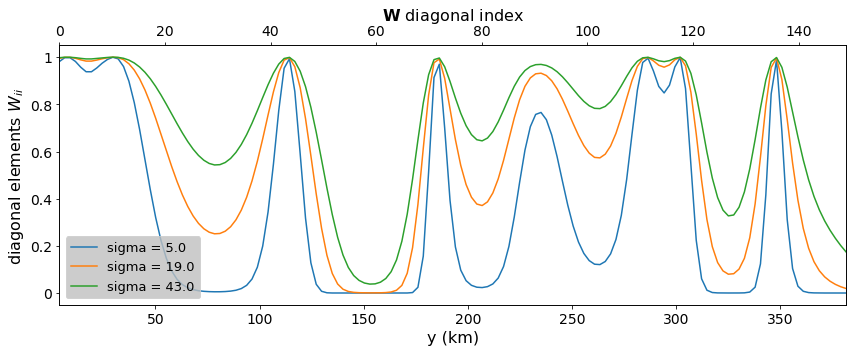 W diagonal index
0 20 40 60 80 100 120 140
diagonal elements W_ii
1
0.8
0.6
0.4
0.2
0
sigma = 5.0
sigma = 19.0
sigma = 43.0
50 100 150 200 250 300 350
y (km)